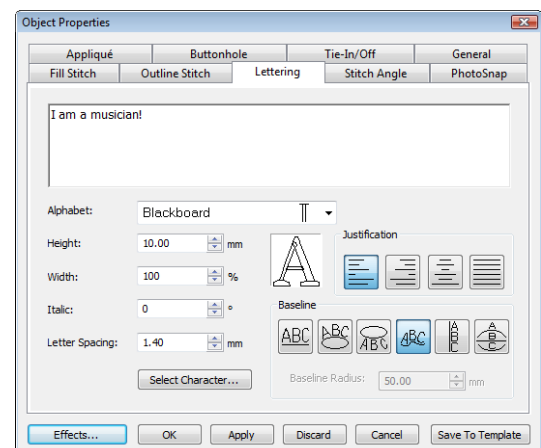 Object Properties
Appliqué Buttonhole Tie-In/Off General
Fill Stitch Outline Stitch Lettering Stitch Angle PhotoSnap
I am a musician!
Alphabet: Blackboard
Height: 10.00 mm
Justification
Width: 100 %
Italic: 0 °
Baseline
Letter Spacing: 1.40 mm
ABC ABC ABC ABC ABC ABC
Select Character...
Baseline Radius: 50.00 mm
Effects... OK Apply Discard Cancel Save To Template